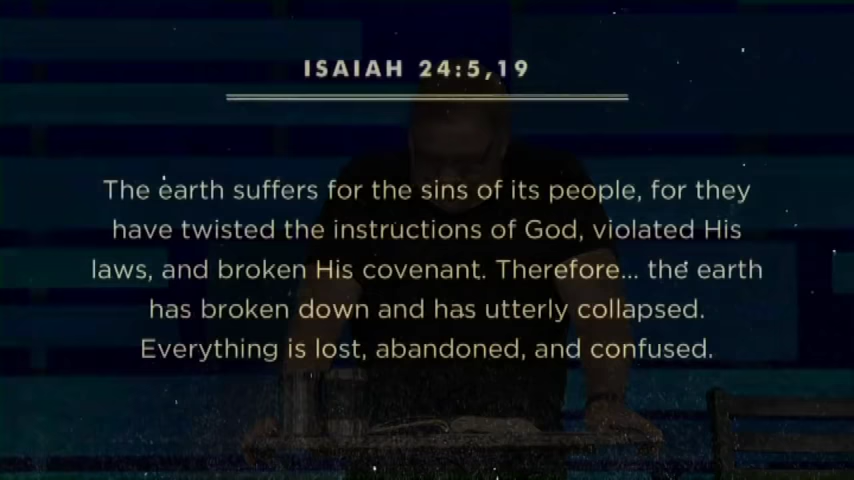 ISAIAH 24:5,19
The earth suffers for the sins of its people, for they
have twisted the instructions of God, violated His
laws, and broken His covenant. Therefore... the earth
has broken down and has utterly collapsed.
Everything is lost, abandoned, and confused.